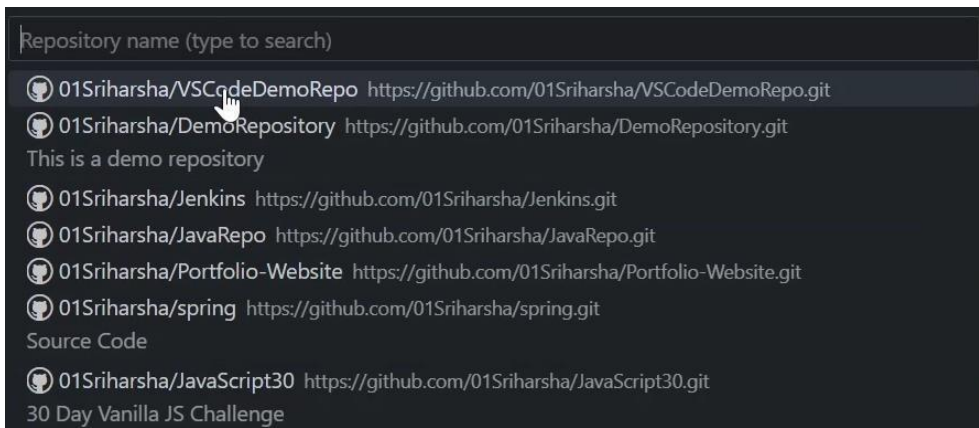 Repository name (type to search)
01Sriharsha/VSCodeDemoRepo https://github.com/01Sriharsha/VSCodeDemoRepo.git
01Sriharsha/DemoRepository https://github.com/01Sriharsha/DemoRepository.git
This is a demo repository
01Sriharsha/Jenkins https://github.com/01Sriharsha/Jenkins.git
01Sriharsha/JavaRepo https://github.com/01Sriharsha/JavaRepo.git
01Sriharsha/Portfolio-Website https://github.com/01Sriharsha/Portfolio-Website.git
01Sriharsha/spring https://github.com/01Sriharsha/spring.git
Source Code
01Sriharsha/JavaScript30 https://github.com/01Sriharsha/JavaScript30.git
30 Day Vanilla JS Challenge